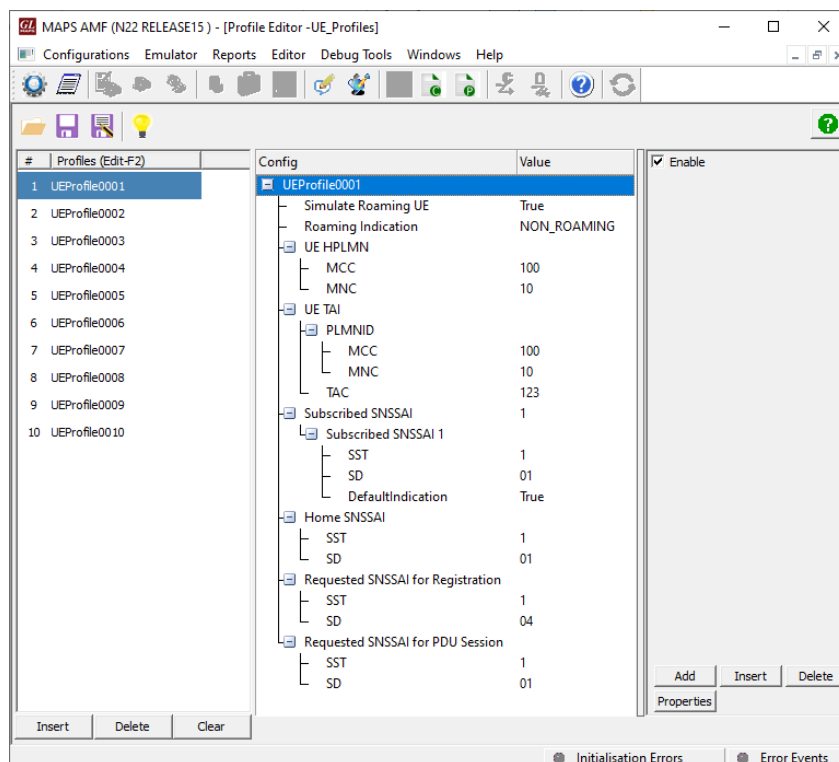 GL MAPS MAPS AMF (N22 RELEASE15 ) - [Profile Editor -UE_Profiles]
Configurations Emulator Reports Editor Debug Tools Windows Help
# Profiles (Edit-F2)
1 UEProfile0001
2 UEProfile0002
3 UEProfile0003
4 UEProfile0004
5 UEProfile0005
6 UEProfile0006
7 UEProfile0007
8 UEProfile0008
9 UEProfile0009
10 UEProfile0010
Insert Delete Clear
Config Value
UEProfile0001
Simulate Roaming UE True
Roaming Indication NON_ROAMING
UE HPLMN
MCC 100
MNC 10
UE TAI
PLMNID
MCC 100
MNC 10
TAC 123
Subscribed SNSSAI 1
Subscribed SNSSAI 1
SST 1
SD 01
DefaultIndication True
Home SNSSAI
SST 1
SD 01
Requested SNSSAI for Registration
SST 1
SD 04
Requested SNSSAI for PDU Session
SST 1
SD 01
Enable
Add Insert Delete
Properties
Initialisation Errors Error Events